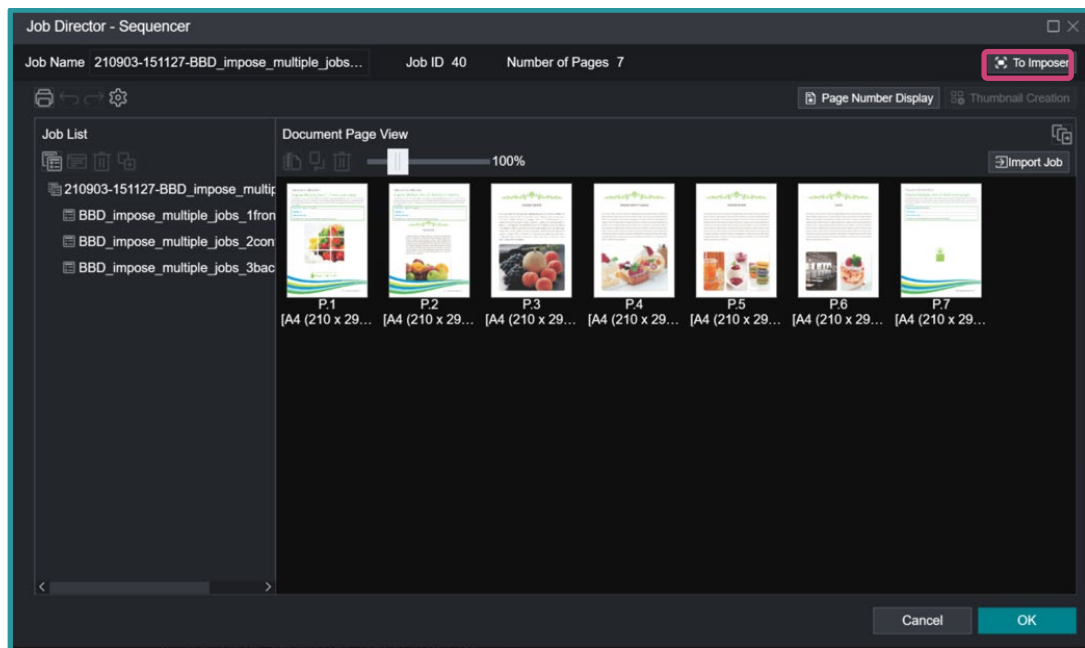 Job Director - Sequencer
Job Name 210903-151127-BBD_impose_multiple_jobs... Job ID 40 Number of Pages 7 To Imposer
Page Number Display Thumbnail Creation
Job List
Document Page View
100% Import Job
210903-151127-BBD_impose_multip
BBD_impose_multiple_jobs_1fron
BBD_impose_multiple_jobs_2con
BBD_impose_multiple_jobs_3bac
P.1 P.2 P.3 P.4 P.5 P.6 P.7
[A4 (210 x 29... [A4 (210 x 29... [A4 (210 x 29... [A4 (210 x 29... [A4 (210 x 29... [A4 (210 x 29... [A4 (210 x 29...
Cancel OK